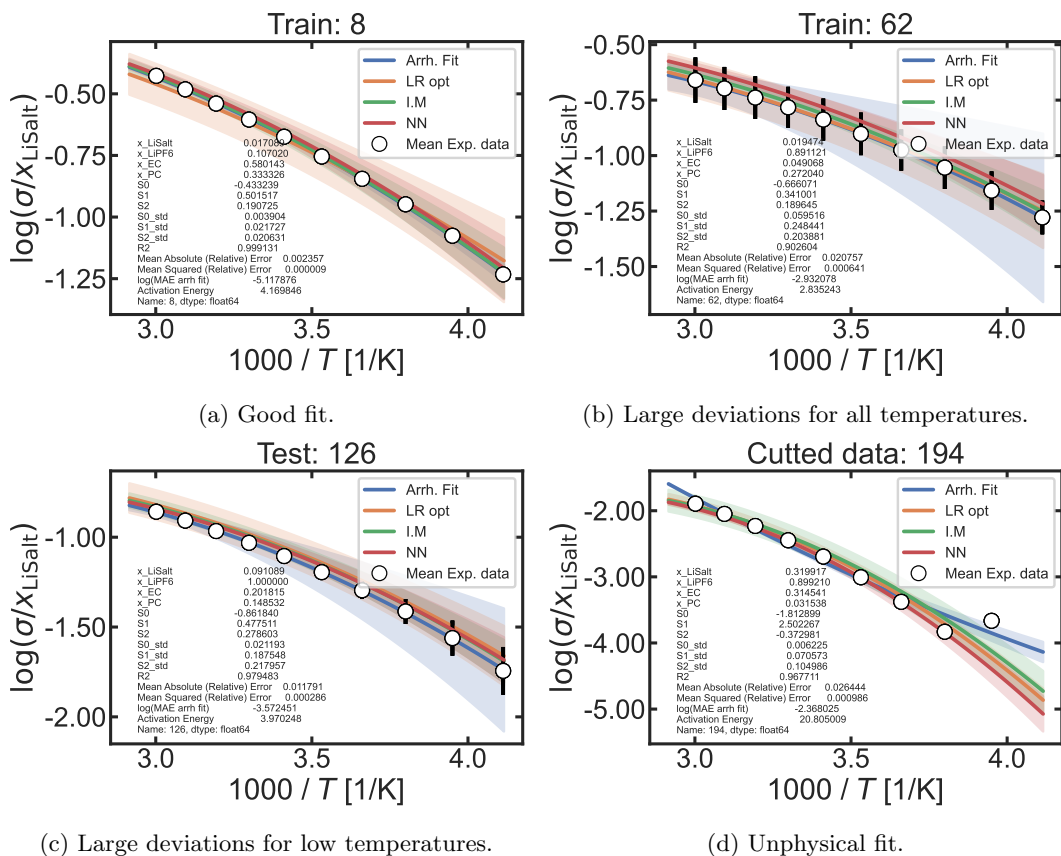 Train: 8
log(σ/xLiSalt)
-0.50
-0.75
-1.00
-1.25
Arrh. Fit
LR opt
I.M
NN
Mean Exp. data
x_LiSalt 0.017089
x_LiPF6 0.107020
x_EC 0.580143
x_PC 0.333326
S0 -0.433239
S1 0.501517
S2 0.190725
S0_std 0.003904
S1_std 0.021727
S2_std 0.020631
R2 0.999131
Mean Absolute (Relative) Error 0.002357
Mean Squared (Relative) Error 0.000009
log(MAE arrh fit) -5.117876
Activation Energy 4.169846
Name: 8, dtype: float64
3.0 3.5 4.0
1000 / T [1/K]
(a) Good fit.
Train: 62
log(σ/xLiSalt)
-0.50
-0.75
-1.00
-1.25
-1.50
Arrh. Fit
LR opt
I.M
NN
Mean Exp. data
x_LiSalt 0.019474
x_LiPF6 0.891121
x_EC 0.049068
x_PC 0.272040
S0 -0.666071
S1 0.341001
S2 0.189645
S0_std 0.059516
S1_std 0.248441
S2_std 0.203881
R2 0.902604
Mean Absolute (Relative) Error 0.020757
Mean Squared (Relative) Error 0.000641
log(MAE arrh fit) -2.932078
Activation Energy 2.835243
Name: 62, dtype: float64
3.0 3.5 4.0
1000 / T [1/K]
(b) Large deviations for all temperatures.
Test: 126
log(σ/xLiSalt)
-1.00
-1.50
-2.00
Arrh. Fit
LR opt
I.M
NN
Mean Exp. data
x_LiSalt 0.091089
x_LiPF6 1.000000
x_EC 0.201815
x_PC 0.148532
S0 -0.861840
S1 0.477511
S2 0.278603
S0_std 0.021193
S1_std 0.187548
S2_std 0.217957
R2 0.979483
Mean Absolute (Relative) Error 0.011791
Mean Squared (Relative) Error 0.000286
log(MAE arrh fit) -3.572451
Activation Energy 3.970248
Name: 126, dtype: float64
3.0 3.5 4.0
1000 / T [1/K]
(c) Large deviations for low temperatures.
Cutted data: 194
log(σ/xLiSalt)
-2.00
-3.00
-4.00
-5.00
Arrh. Fit
LR opt
I.M
NN
Mean Exp. data
x_LiSalt 0.319917
x_LiPF6 0.899210
x_EC 0.314541
x_PC 0.031538
S0 -1.812899
S1 2.502267
S2 -0.372981
S0_std 0.006225
S1_std 0.070573
S2_std 0.104986
R2 0.967711
Mean Absolute (Relative) Error 0.026444
Mean Squared (Relative) Error 0.000986
log(MAE arrh fit) -2.368025
Activation Energy 20.805009
Name: 194, dtype: float64
3.0 3.5 4.0
1000 / T [1/K]
(d) Unphysical fit.